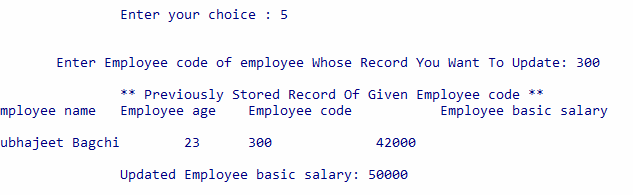 Enter your choice : 5
Enter Employee code of employee Whose Record You Want To Update: 300
** Previously Stored Record Of Given Employee code **
mployee name Employee age Employee code Employee basic salary
ubhajeet Bagchi 23 300 42000
Updated Employee basic salary: 50000